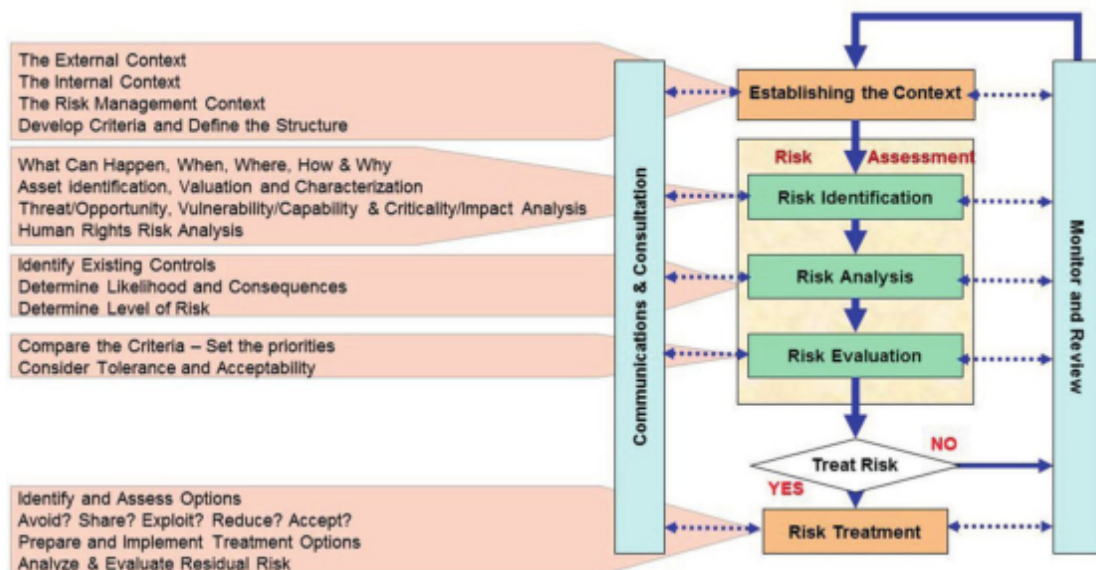 The External Context
The Internal Context
The Risk Management Context
Develop Criteria and Define the Structure
What Can Happen, When, Where, How & Why
Asset identification, Valuation and Characterization
Threat/Opportunity, Vulnerability/Capability & Criticality/Impact Analysis
Human Rights Risk Analysis
Identify Existing Controls
Determine Likelihood and Consequences
Determine Level of Risk
Compare the Criteria – Set the priorities
Consider Tolerance and Acceptability
Identify and Assess Options
Avoid? Share? Exploit? Reduce? Accept?
Prepare and Implement Treatment Options
Analyze & Evaluate Residual Risk
Communications & Consultation
Establishing the Context
Risk Assessment
Risk Identification
Risk Analysis
Risk Evaluation
Treat Risk
NO
YES
Risk Treatment
Monitor and Review